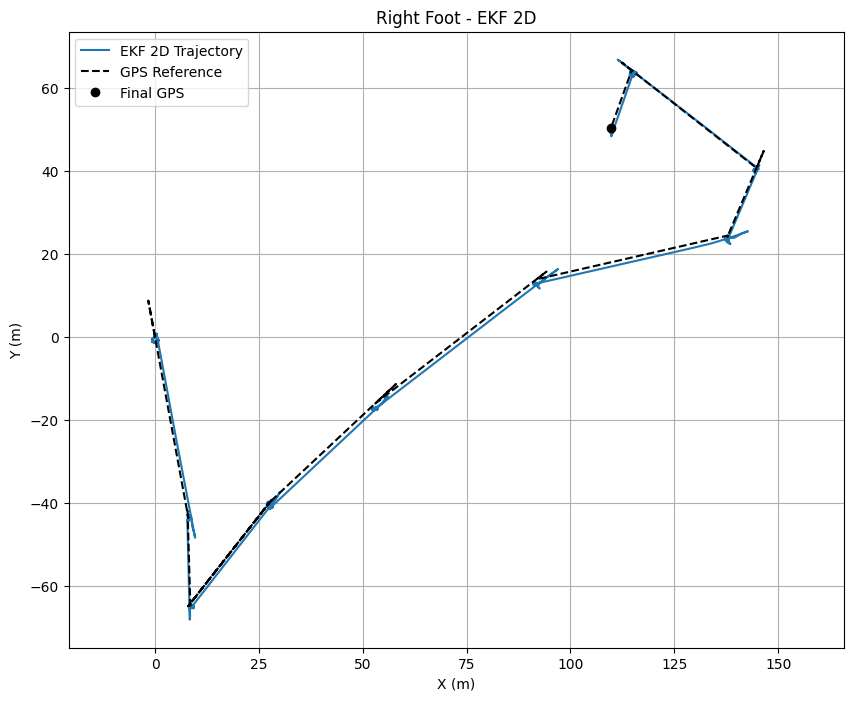 Right Foot - EKF 2D
EKF 2D Trajectory
GPS Reference
Final GPS
60
40
20
0
−20
−40
−60
Y (m)
0
25
50
75
100
125
150
X (m)